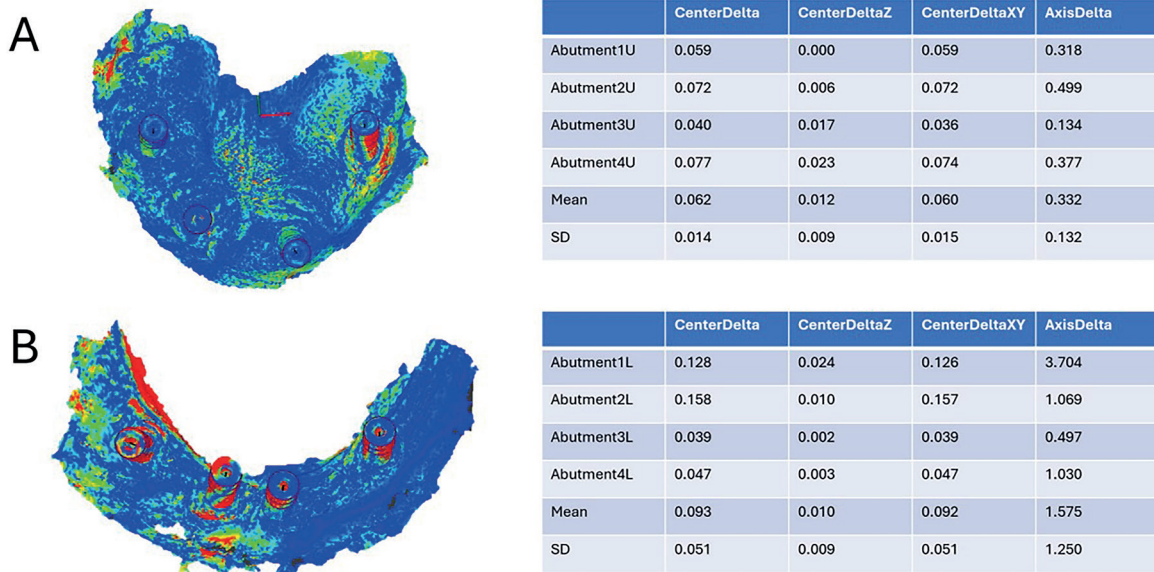 A
CenterDelta CenterDeltaZ CenterDeltaXY AxisDelta
Abutment1U 0.059 0.000 0.059 0.318
Abutment2U 0.072 0.006 0.072 0.499
Abutment3U 0.040 0.017 0.036 0.134
Abutment4U 0.077 0.023 0.074 0.377
Mean 0.062 0.012 0.060 0.332
SD 0.014 0.009 0.015 0.132
B
CenterDelta CenterDeltaZ CenterDeltaXY AxisDelta
Abutment1L 0.128 0.024 0.126 3.704
Abutment2L 0.158 0.010 0.157 1.069
Abutment3L 0.039 0.002 0.039 0.497
Abutment4L 0.047 0.003 0.047 1.030
Mean 0.093 0.010 0.092 1.575
SD 0.051 0.009 0.051 1.250